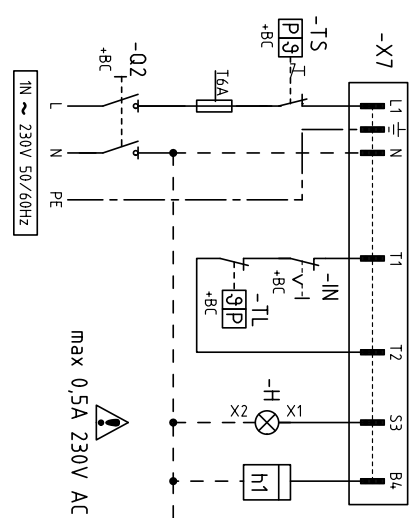 -X7
L1
N
T1
T2
S3
B4
-TS
P ϑ
+BC
-Q2
+BC
T6A
L
N
PE
1N ~ 230V 50/60Hz
-IN
+BC
-TL
ϑ P
+BC
-H
X2
X1
h1
max 0,5A 230V AC